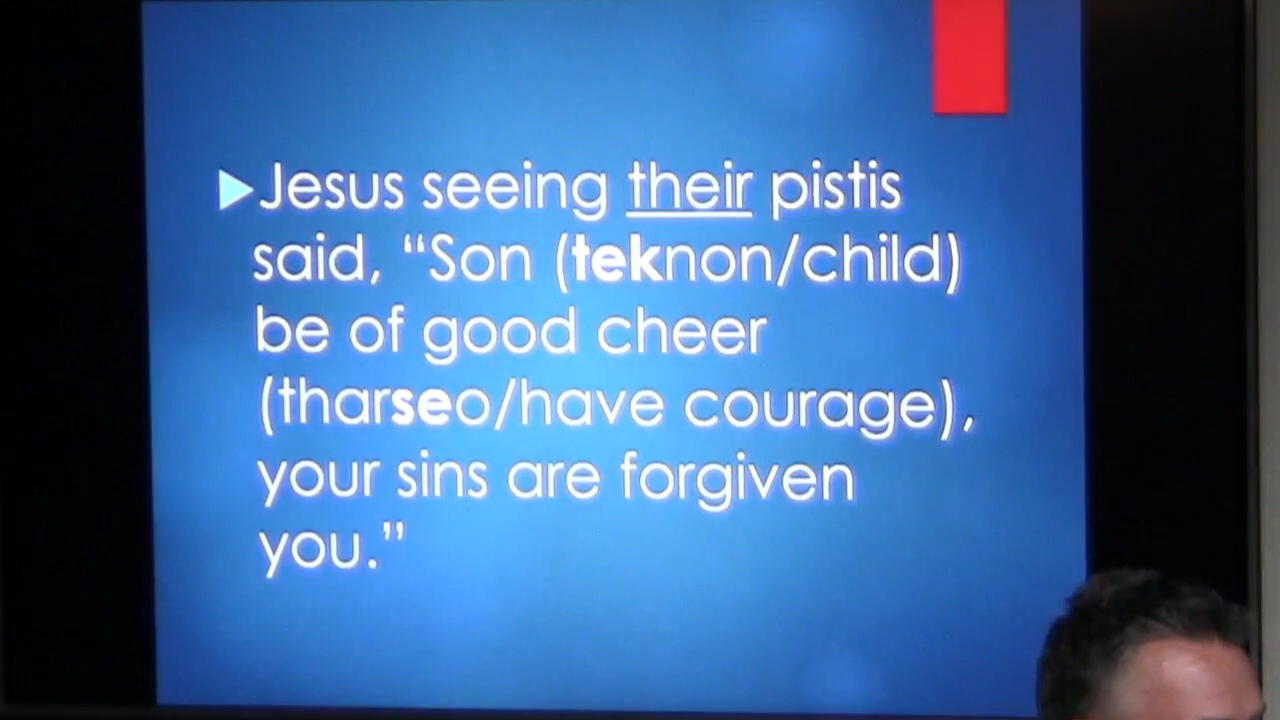 Jesus seeing their pistis
said, “Son (teknon/child)
be of good cheer
(tharseo/have courage),
your sins are forgiven
you.”